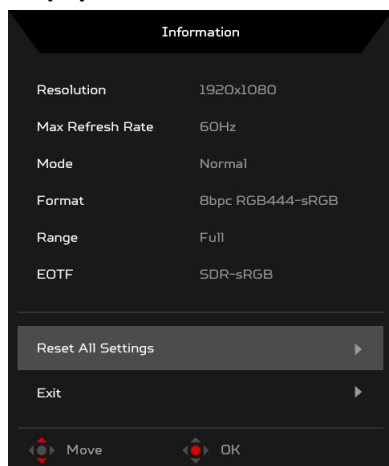 Information
Resolution 1920x1080
Max Refresh Rate 60Hz
Mode Normal
Format 8bpc RGB444-sRGB
Range Full
EOTF SDR-sRGB
Reset All Settings
Exit
Move OK